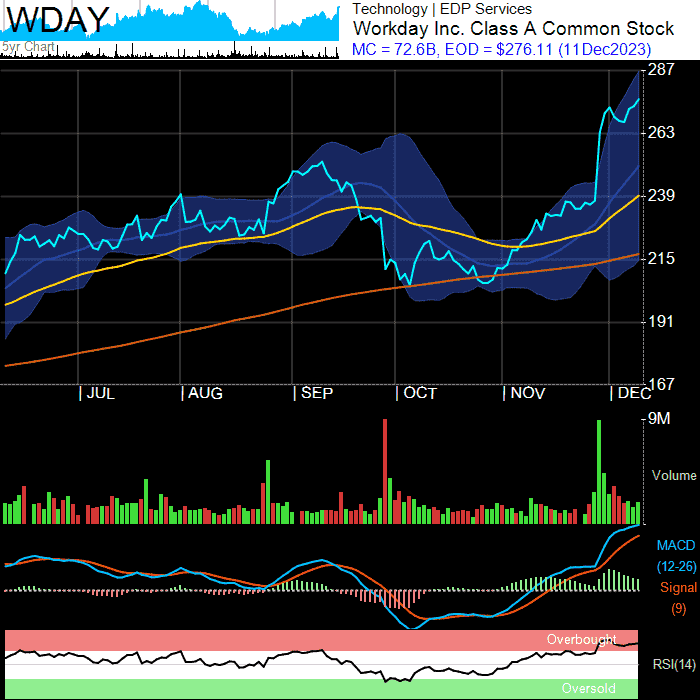 WDAY
5yr Chart
Technology | EDP Services
Workday Inc. Class A Common Stock
MC = 72.6B, EOD = $276.11 (11Dec2023)
287
263
239
215
191
167
| JUL | AUG | SEP | OCT | NOV | DEC
9M
Volume
MACD
(12-26)
Signal
(9)
Overbought
RSI(14)
Oversold